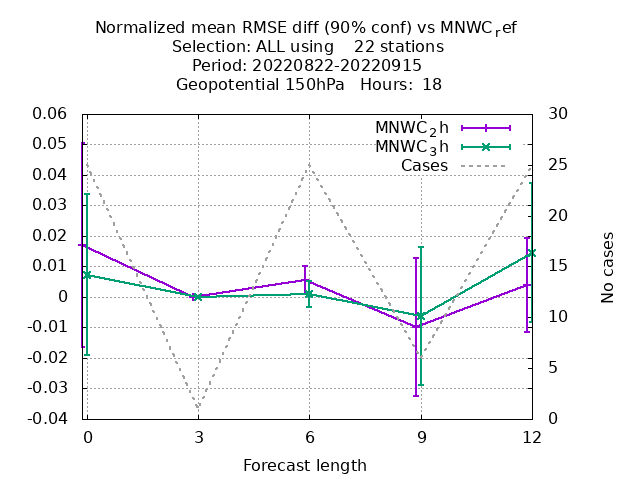 Normalized mean RMSE diff (90% conf) vs MNWC_ref
Selection: ALL using 22 stations
Period: 20220822-20220915
Geopotential 150hPa Hours: 18
MNWC_2h
MNWC_3h
Cases
0.06
0.05
0.04
0.03
0.02
0.01
0
-0.01
-0.02
-0.03
-0.04
30
25
20
15
10
5
0
No cases
0 3 6 9 12
Forecast length